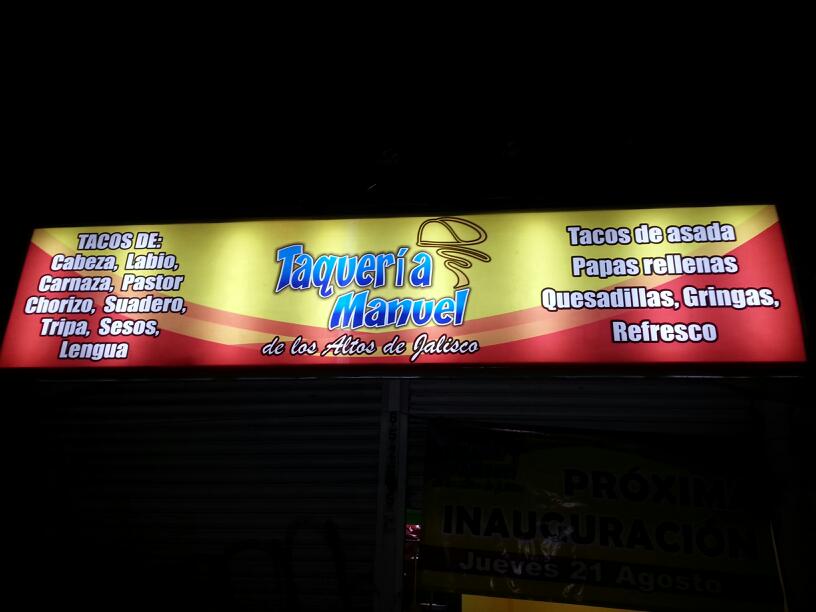 TACOS DE:
Cabeza, Labio,
Carnaza, Pastor
Chorizo, Suadero,
Tripa, Sesos,
Lengua
Taquería
Manuel
de los Altos de Jalisco
Tacos de asada
Papas rellenas
Quesadillas, Gringas,
Refresco
PRÓXIMA
INAUGURACIÓN
Jueves 21 Agosto